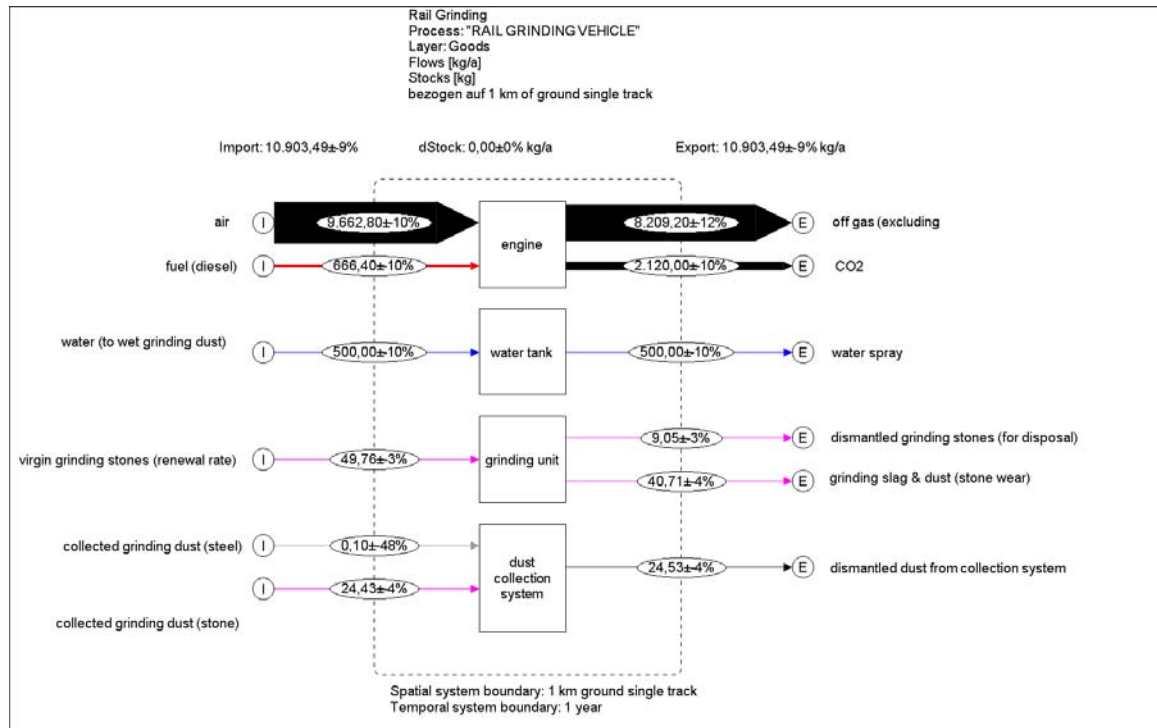 Rail Grinding
Process: "RAIL GRINDING VEHICLE"
Layer: Goods
Flows [kg/a]
Stocks [kg]
bezogen auf 1 km of ground single track
Import: 10.903,49±-9% dStock: 0,00±0% kg/a Export: 10.903,49±-9% kg/a
air I 9.662,80±-10% 8.209,20±-12% E off gas (excluding
engine
fuel (diesel) I 666,40±-10% 2.120,00±-10% E CO2
water (to wet grinding dust) I 500,00±-10% water tank 500,00±-10% E water spray
9,05±-3% E dismantled grinding stones (for disposal)
virgin grinding stones (renewal rate) I 49,76±-3% grinding unit
40,71±-4% E grinding slag & dust (stone wear)
collected grinding dust (steel) I 0,10±-48%
dust
collection
system
24,53±-4% E dismantled dust from collection system
I 24,43±-4%
collected grinding dust (stone)
Spatial system boundary: 1 km ground single track
Temporal system boundary: 1 year